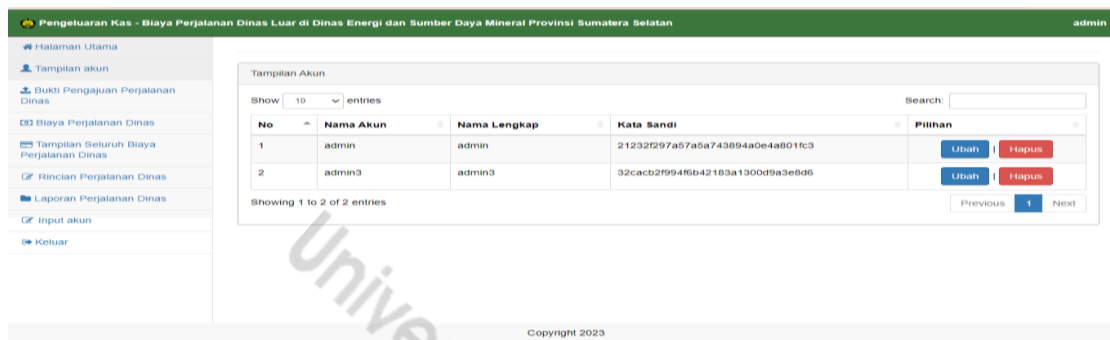 Pengeluaran Kas - Biaya Perjalanan Dinas Luar di Dinas Energi dan Sumber Daya Mineral Provinsi Sumatera Selatan admin
Halaman Utama
Tampilan akun
Bukti Pengajuan Perjalanan
Dinas
Biaya Perjalanan Dinas
Tampilan Seluruh Biaya
Perjalanan Dinas
Rincian Perjalanan Dinas
Laporan Perjalanan Dinas
Input akun
Keluar
Tampilan Akun
Show 10 entries Search:
No Nama Akun Nama Lengkap Kata Sandi Pilihan
1 admin admin 21232f297a57a5a743894a0e4a801fc3 Ubah | Hapus
2 admin3 admin3 32cacb2f994f6b42183a1300d9a3e8d6 Ubah | Hapus
Showing 1 to 2 of 2 entries Previous 1 Next
Unive
Copyright 2023